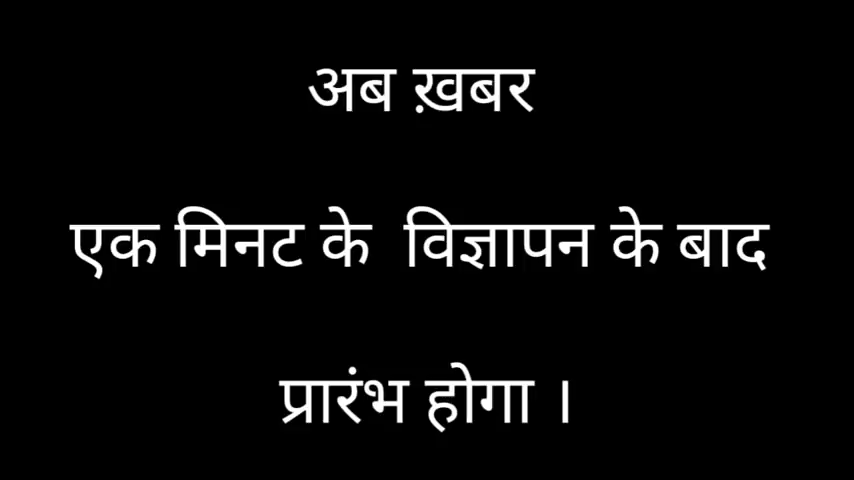 अब ख़बर
एक मिनट के विज्ञापन के बाद
प्रारंभ होगा ।